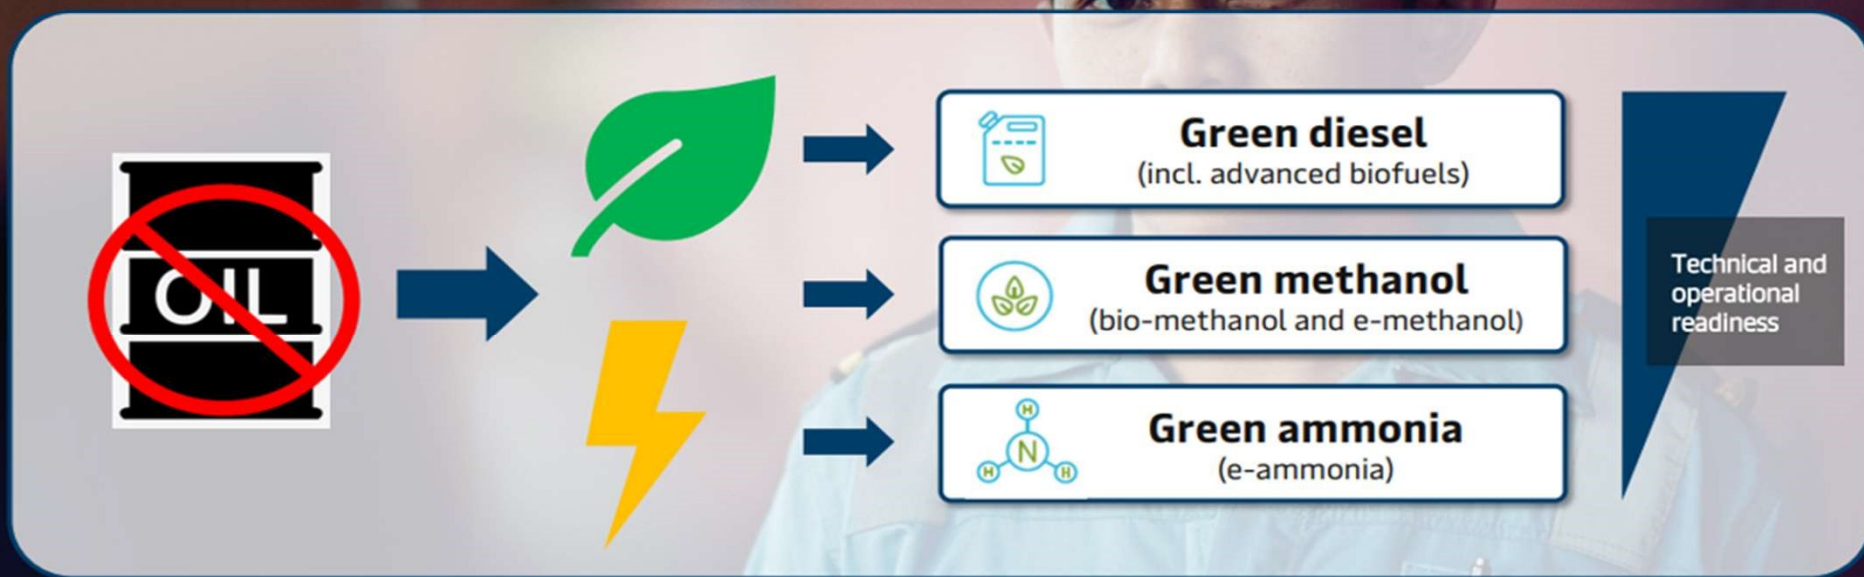 OIL
Green diesel
(incl. advanced biofuels)
Green methanol
(bio-methanol and e-methanol)
H
N
H
H
Green ammonia
(e-ammonia)
Technical and
operational
readiness